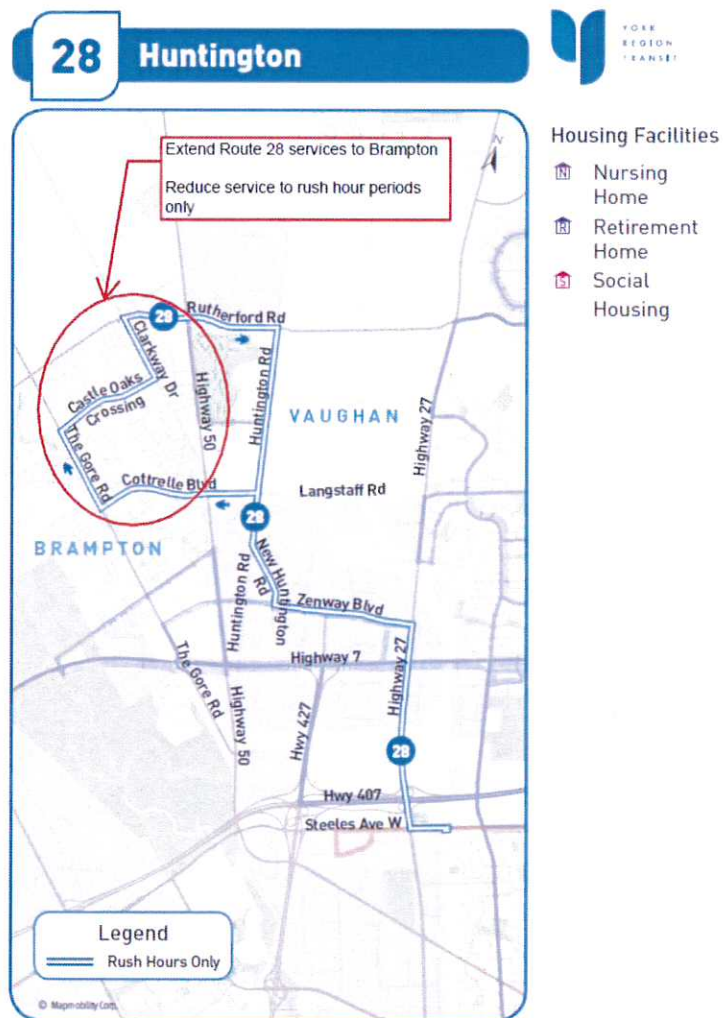 28
Huntington
YORK
REGION
TRANSIT
Extend Route 28 services to Brampton
Reduce service to rush hour periods
only
N
Housing Facilities
N Nursing
Home
R Retirement
Home
S Social
Housing
28
Rutherford Rd
Clarkway Dr
Castle Oaks
Crossing
Highway 50
Huntington Rd
VAUGHAN
Highway 27
The Gore Rd
Cottrelle Blvd
Langstaff Rd
28
BRAMPTON
New Huntington
Rd
Huntington Rd
Zenway Blvd
Highway 7
Highway 27
The Gore Rd
Highway 50
Hwy 427
28
Hwy 407
Steeles Ave W
Legend
Rush Hours Only
© Mapmobility Corp.